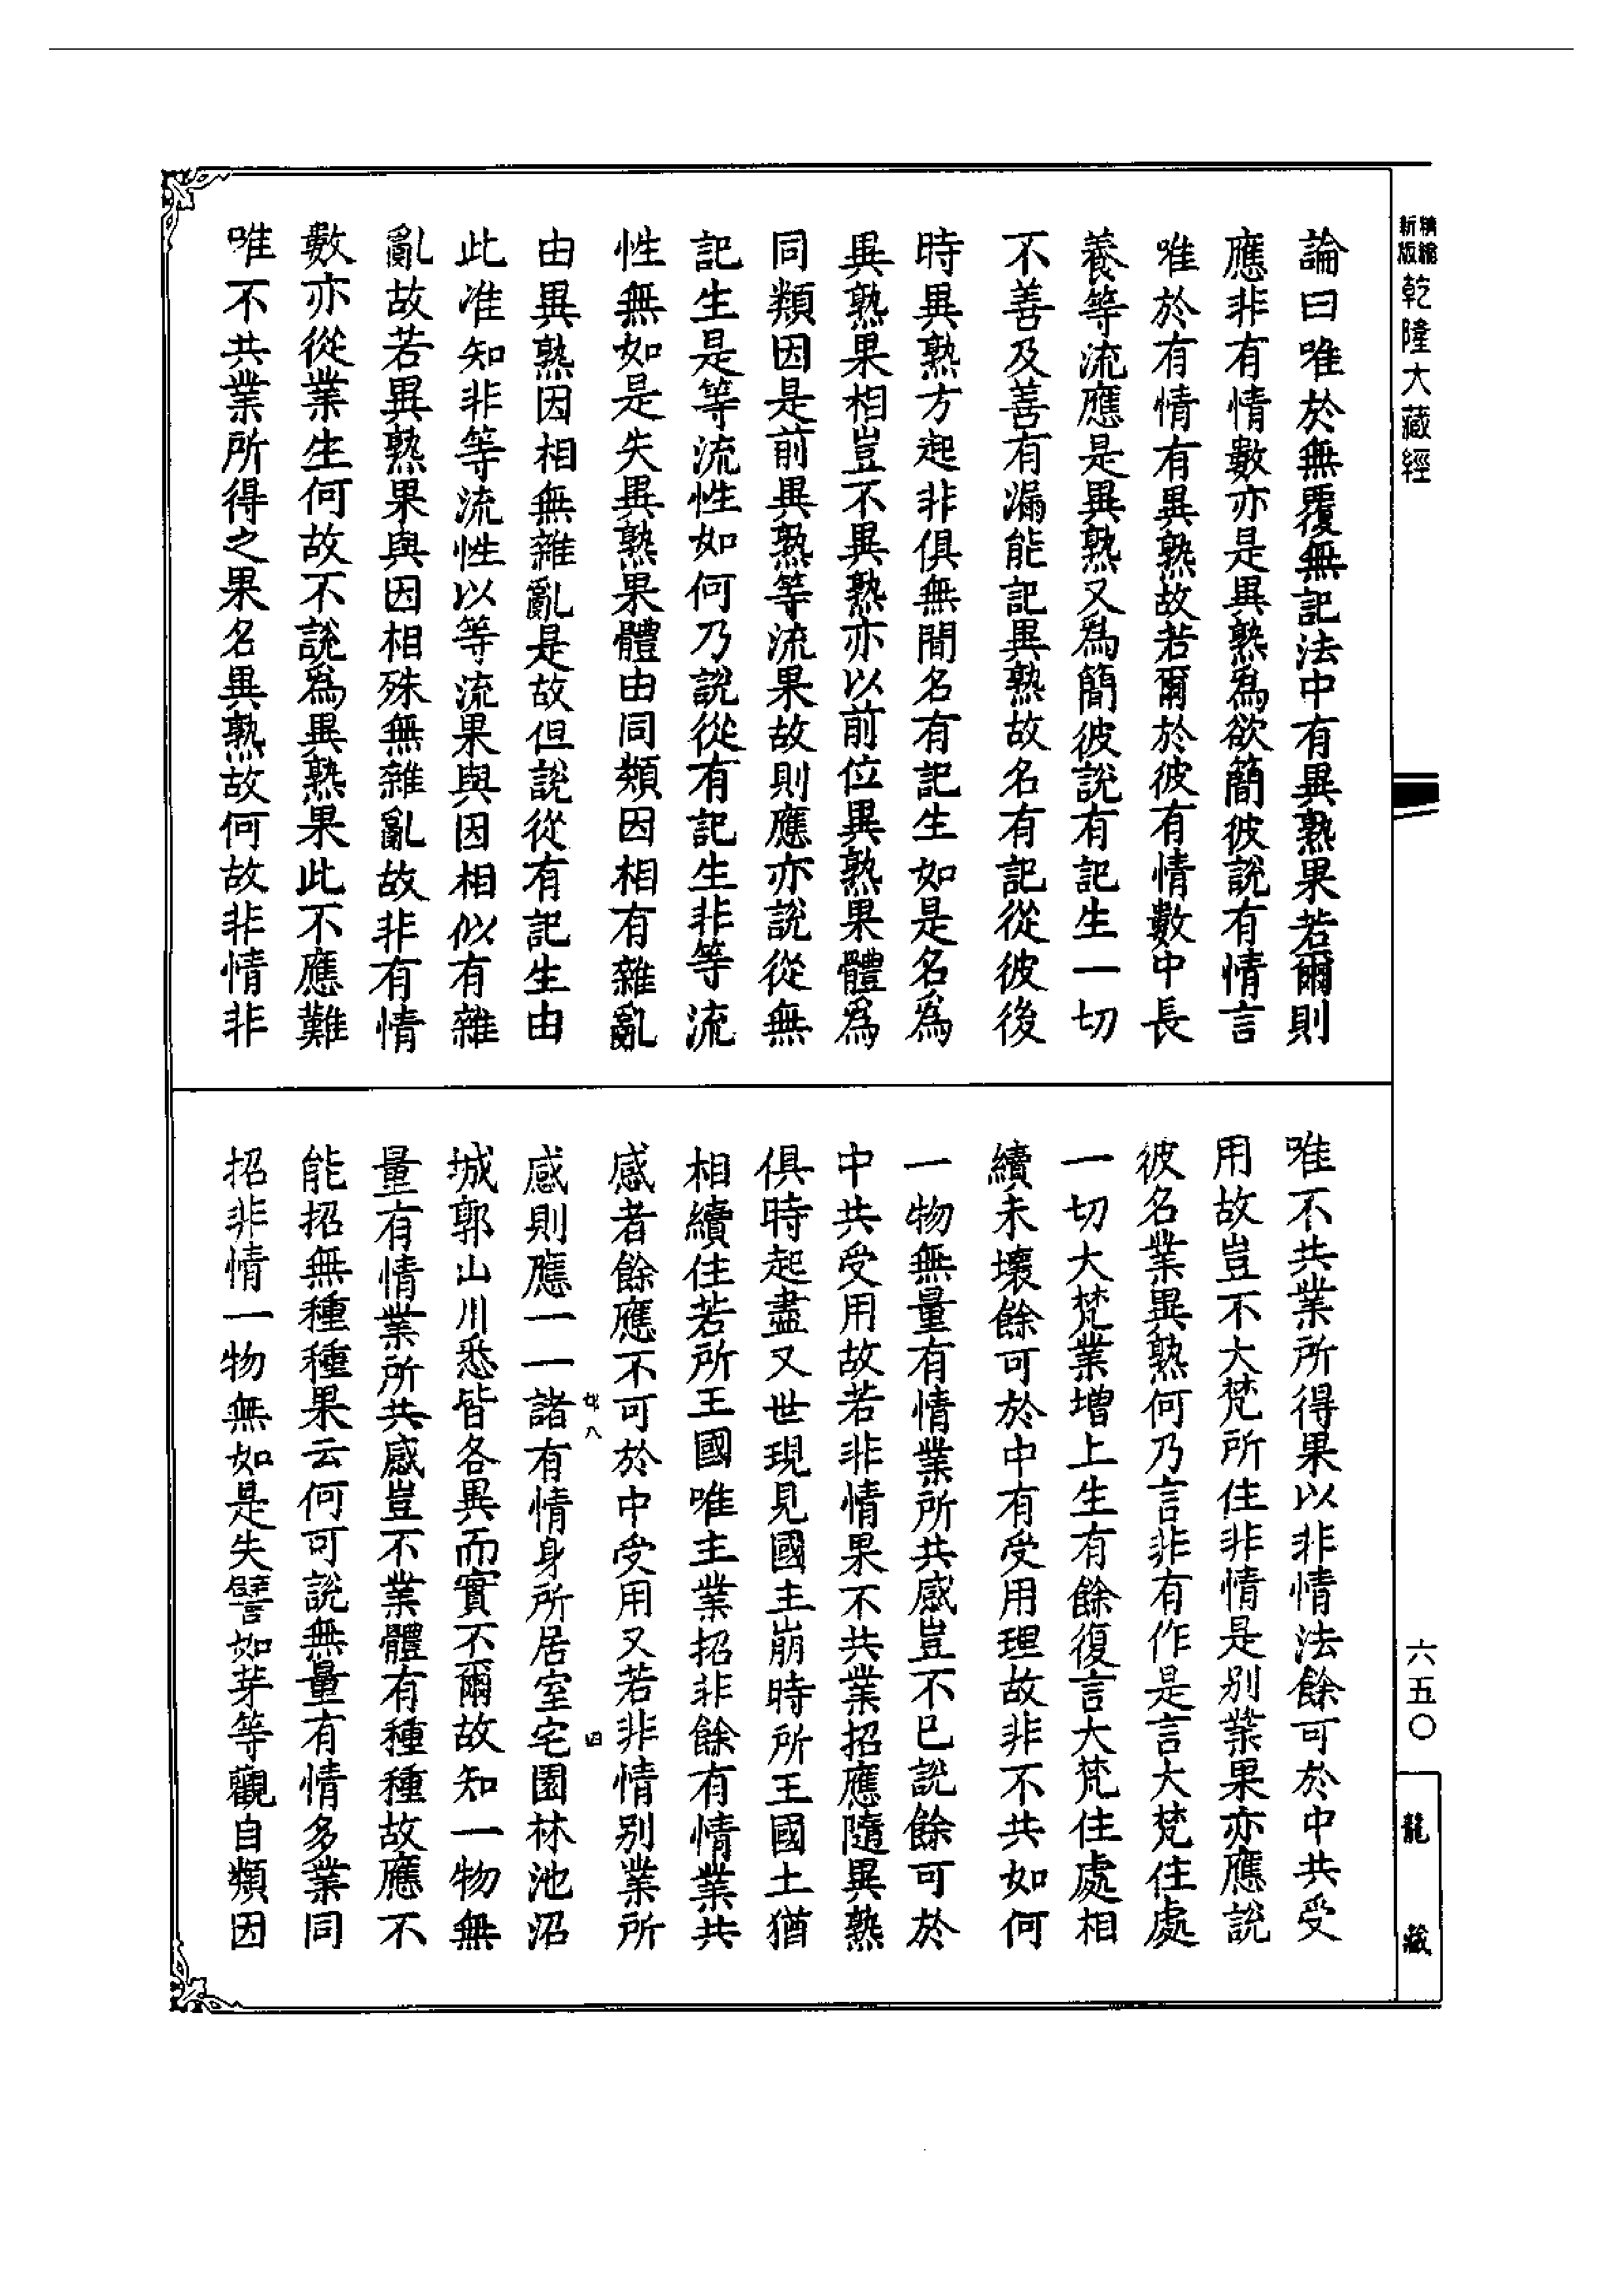 精縮
新版
乾隆大藏經
論曰唯於無覆無記法中有異熟果若爾則
應非有情數亦是異熟爲欲簡彼說有情言
唯於有情有異熟故若爾於彼有情數中長
養等流應是異熟又爲簡彼說有記生一切
不善及善有漏能記異熟故名有記從彼後
時異熟方起非俱無間名有記生如是名爲
異熟果相豈不異熟亦以前位異熟果體爲
同類因是前異熟等流果故則應亦說從無
記生是等流性如何乃說從有記生非等流
性無如是失異熟果體由同類因相有雜亂
由異熟因相無雜亂是故但說從有記生由
此准知非等流性以等流果與因相似有雜
亂故若異熟果與因相殊無雜亂故非有情
數亦從業生何故不說爲異熟果此不應難
唯不共業所得之果名異熟故何故非情非
唯不共業所得果以非情法餘可於中共受
用故豈不大梵所住非情是别業果亦應說
彼名業異熟何乃言非有作是言大梵住處
一切大梵業增上生有餘復言大梵住處相
續未壞餘可於中有受用理故非不共如何
一物無量有情業所共感豈不已說餘可於
中共受用故若非情果不共業招應隨異熟
俱時起盡又世現見國主崩時所王國土猶
相續住若所王國唯主業招非餘有情業共
感者餘應不可於中受用又若非情别業所
感則應一一諸有情身所居室宅園林池沼
城郭山川悉皆各異而實不爾故知一物無
量有情業所共感豈不業體有種種故應不
能招無種種果云何可說無量有情多業同
招非情一物無如是失譬如芽等觀自類因
八
四
六五〇
龍
藏